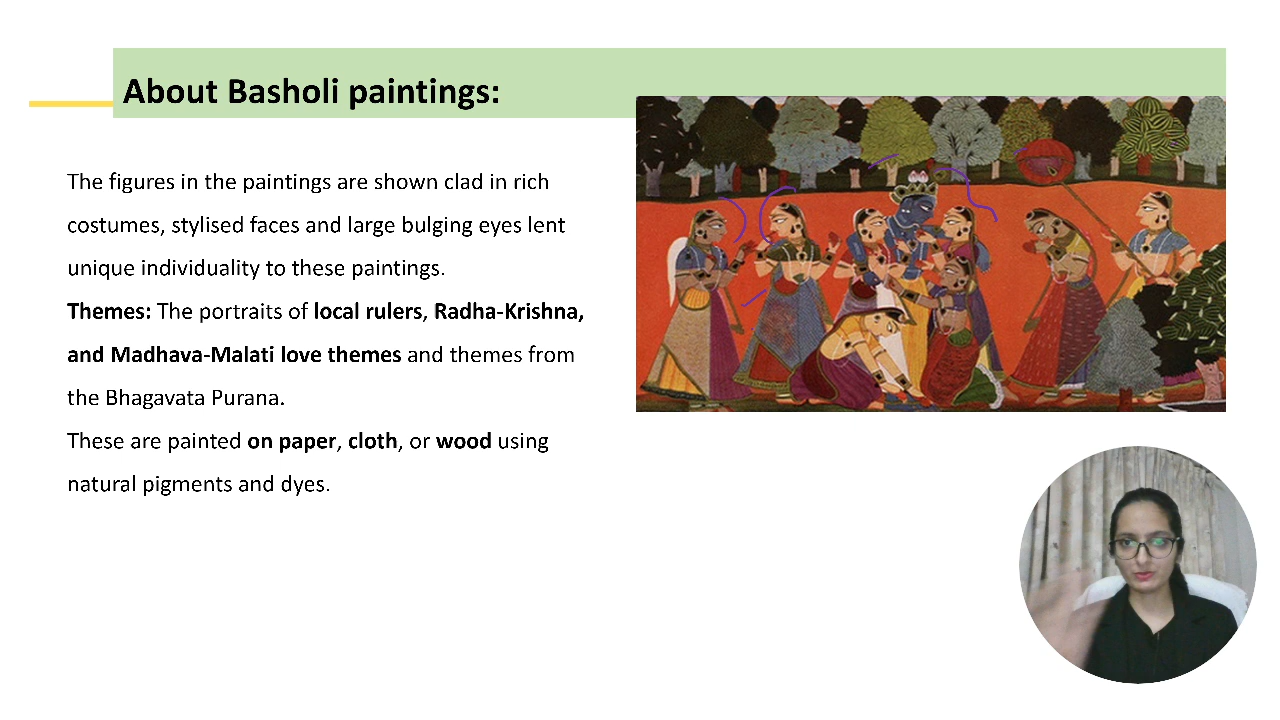 About Basholi paintings:
The figures in the paintings are shown clad in rich
costumes, stylised faces and large bulging eyes lent
unique individuality to these paintings.
Themes: The portraits of local rulers, Radha-Krishna,
and Madhava-Malati love themes and themes from
the Bhagavata Purana.
These are painted on paper, cloth, or wood using
natural pigments and dyes.